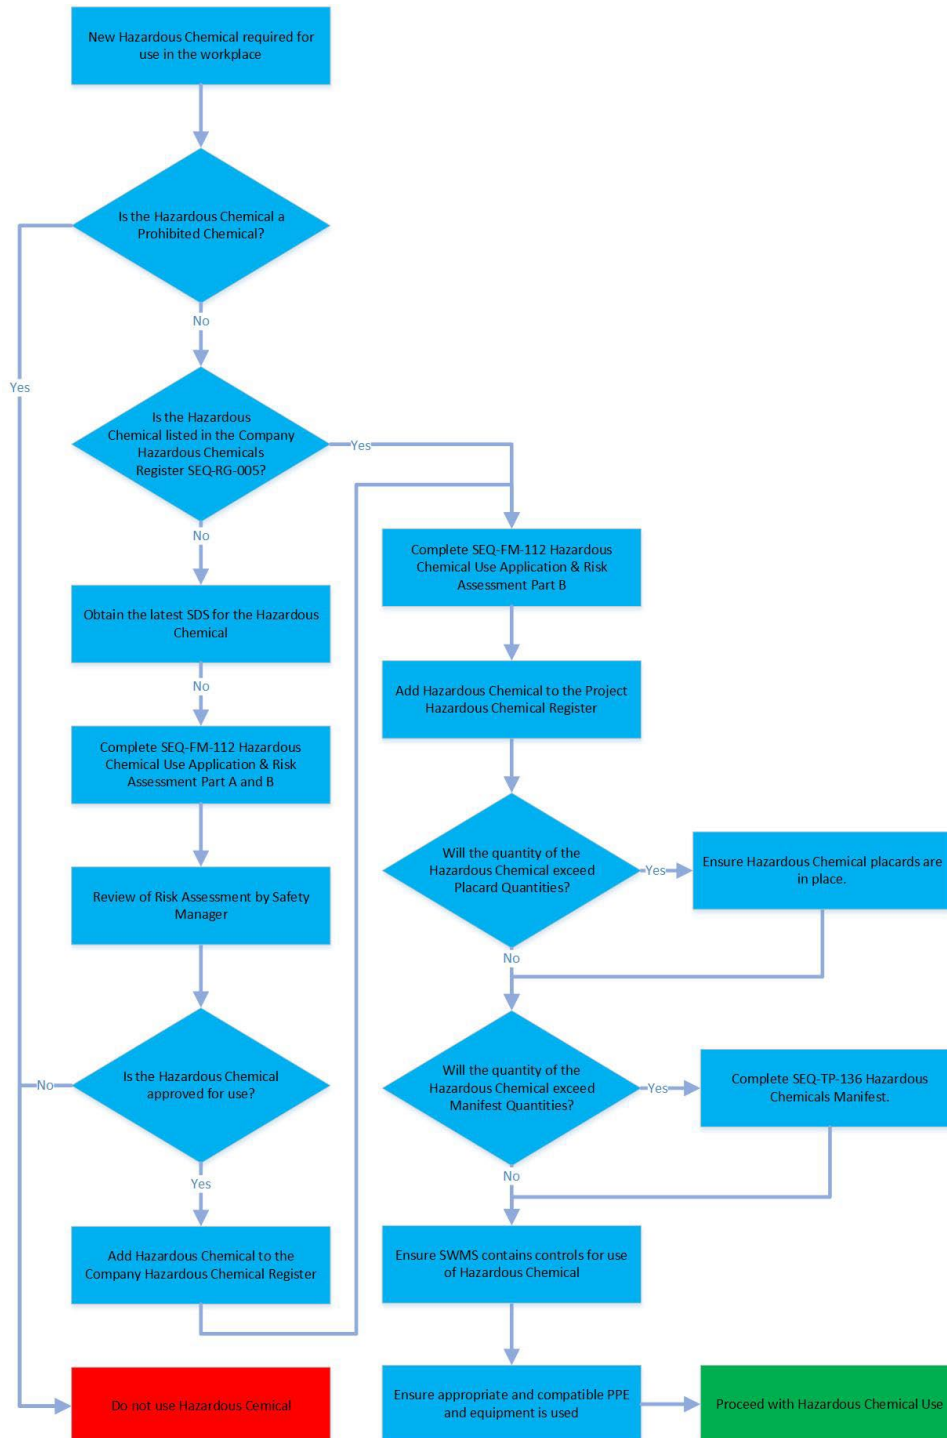 New Hazardous Chemical required for
use in the workplace
Is the Hazardous Chemical a
Prohibited Chemical?
No
Yes
Is the Hazardous
Chemical listed in the Company
Hazardous Chemicals
Register SEQ-RG-005?
Yes
No
Obtain the latest SDS for the Hazardous
Chemical
No
Complete SEQ-FM-112 Hazardous
Chemical Use Application & Risk
Assessment Part A and B
Review of Risk Assessment by Safety
Manager
Is the Hazardous Chemical
approved for use?
No
Yes
Add Hazardous Chemical to the
Company Hazardous Chemical Register
Do not use Hazardous Cemical
Complete SEQ-FM-112 Hazardous
Chemical Use Application & Risk
Assessment Part B
Add Hazardous Chemical to the Project
Hazardous Chemical Register
Will the quantity of the
Hazardous Chemical exceed
Placard Quantities?
Yes
Ensure Hazardous Chemical placards are
in place.
No
Will the quantity of the
Hazardous Chemical exceed
Manifest Quantities?
Yes
Complete SEQ-TP-136 Hazardous
Chemicals Manifest.
No
Ensure SWMS contains controls for use
of Hazardous Chemical
Ensure appropriate and compatible PPE
and equipment is used
Proceed with Hazardous Chemical Use